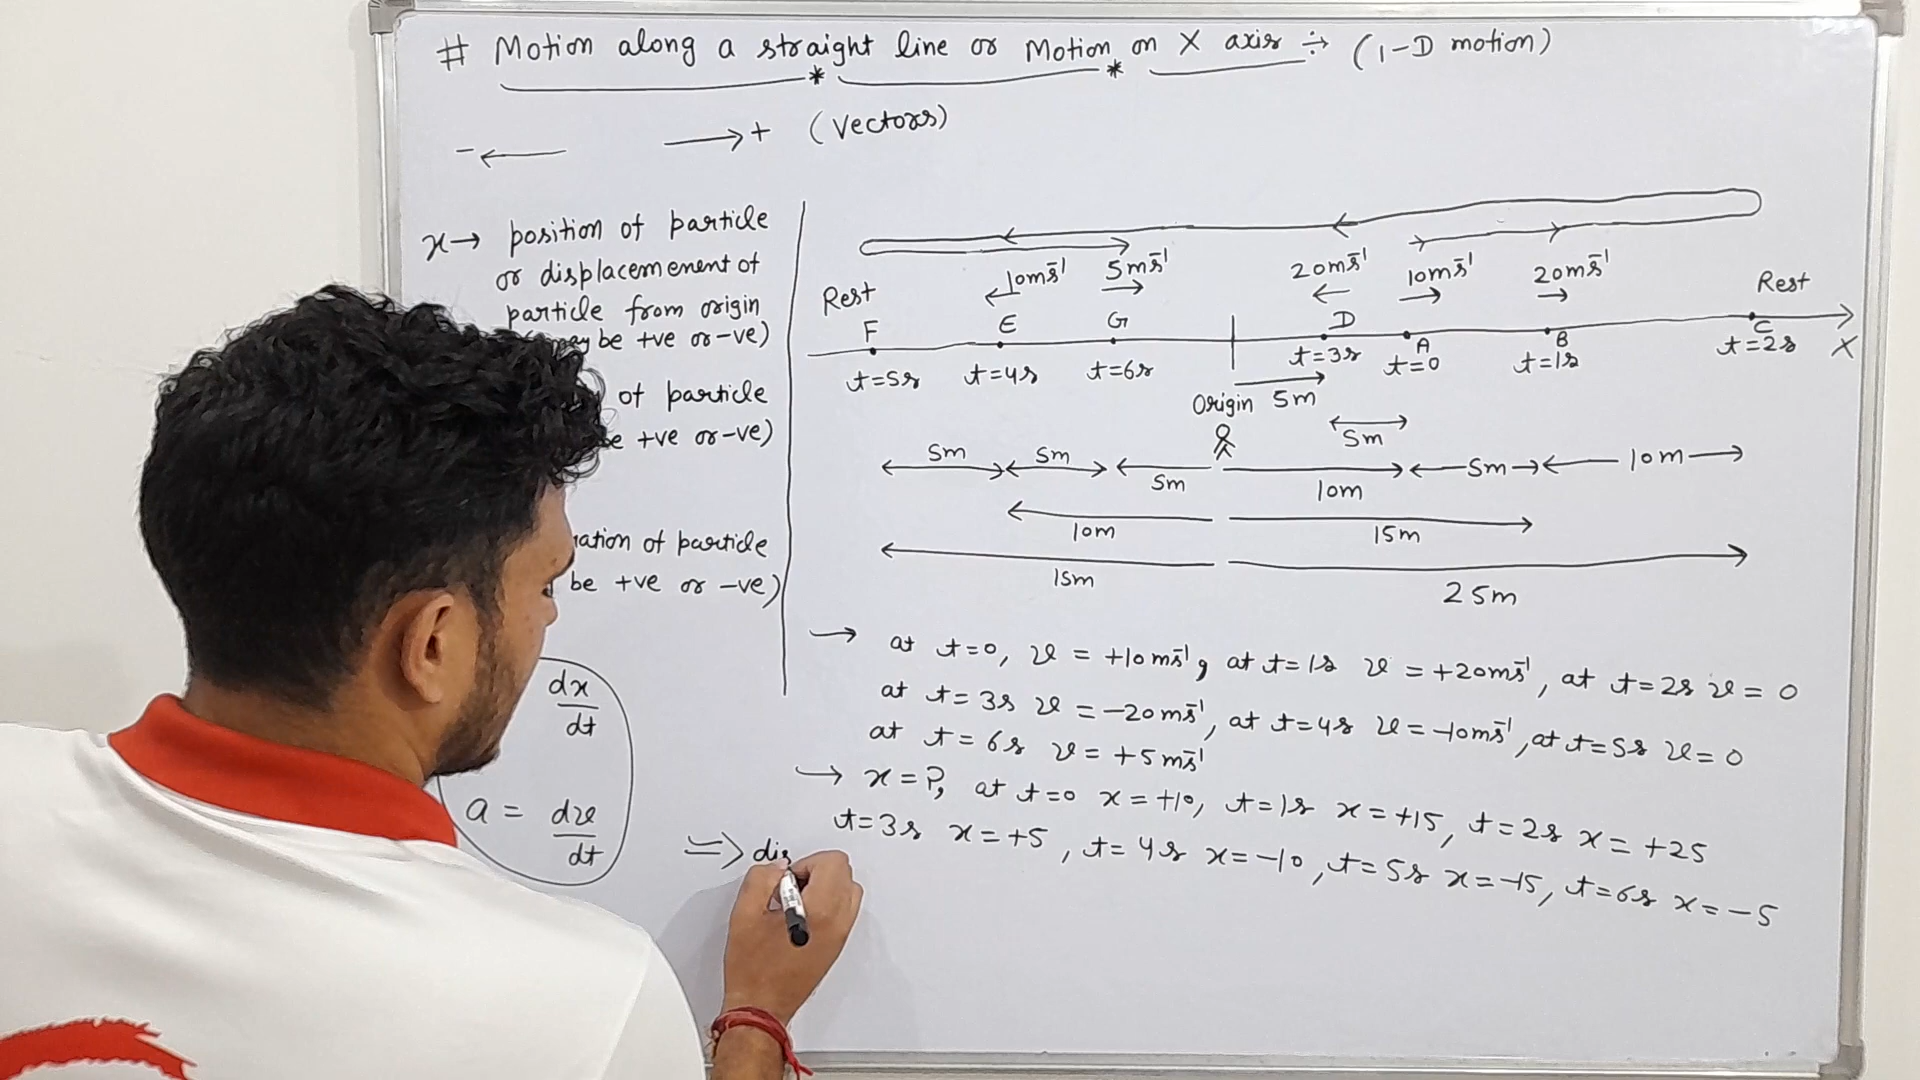 # Motion along a straight line or Motion on X axis ÷ (1-D motion)
- ← → + (Vectors)
x → position of particle
or displacemenent of
particle from origin
be +ve or -ve)
of particle
be +ve or -ve)
of particle
be +ve or -ve)
dx
dt
a = dv
dt
10ms⁻¹ 5ms⁻¹ 20ms⁻¹ 10ms⁻¹ 20ms⁻¹
Rest Rest
F E G D A B C
t=5s t=4s t=6s t=3s t=0 t=1s t=2s X
Origin 5m
5m
5m 5m 5m 10m 5m 10m
10m 15m
15m 25m
→ at t=0, v = +10ms⁻¹, at t=1s v = +20ms⁻¹, at t=2s v = 0
at t=3s v = -20ms⁻¹, at t=4s v = -10ms⁻¹, at t=5s v = 0
at t=6s v = +5ms⁻¹
→ x=?, at t=0 x=+10, t=1s x=+15, t=2s x=+25
t=3s x=+5, t=4s x=-10, t=5s x=-15, t=6s x=-5
⇒ dis